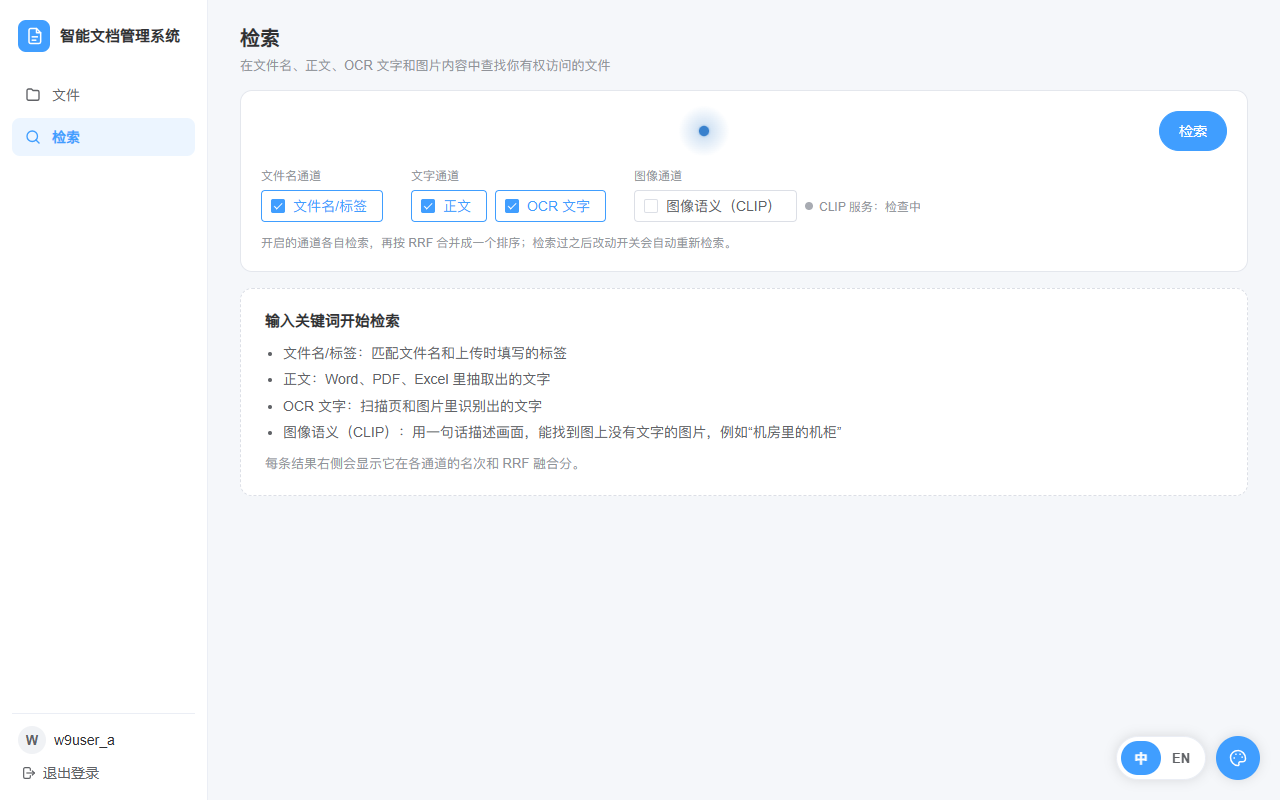 智能文档管理系统
文件
检索
检索
在文件名、正文、OCR 文字和图片内容中查找你有权访问的文件
检索
文件名通道
文字通道
图像通道
文件名/标签
正文
OCR 文字
图像语义（CLIP）
CLIP 服务：检查中
开启的通道各自检索，再按 RRF 合并成一个排序；检索过之后改动开关会自动重新检索。
输入关键词开始检索
文件名/标签：匹配文件名和上传时填写的标签
正文：Word、PDF、Excel 里抽取出的文字
OCR 文字：扫描页和图片里识别出的文字
图像语义（CLIP）：用一句话描述画面，能找到图上没有文字的图片，例如“机房里的机柜”
每条结果右侧会显示它在各通道的名次和 RRF 融合分。
W
w9user_a
退出登录
中
EN